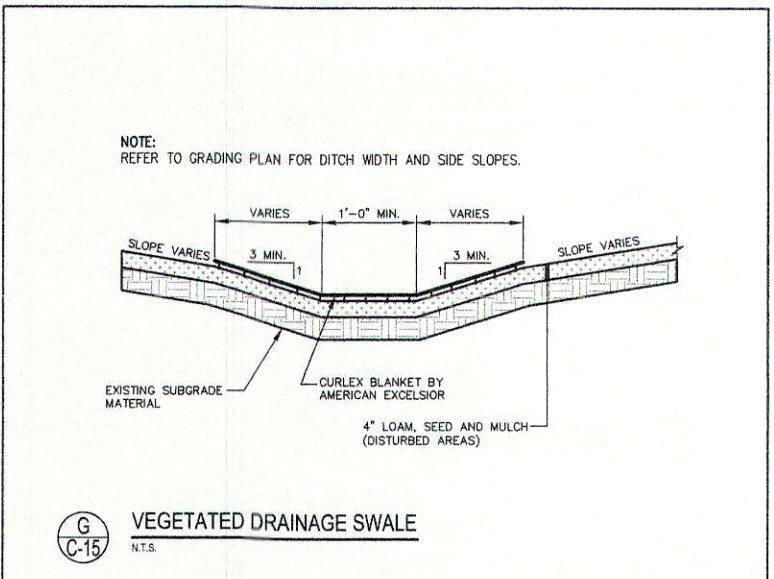 NOTE:
REFER TO GRADING PLAN FOR DITCH WIDTH AND SIDE SLOPES.
VARIES
1'-0" MIN.
VARIES
SLOPE VARIES
3 MIN.
1
3 MIN.
1
SLOPE VARIES
EXISTING SUBGRADE
MATERIAL
CURLEX BLANKET BY
AMERICAN EXCELSIOR
4" LOAM, SEED AND MULCH
(DISTURBED AREAS)
G
C-15
VEGETATED DRAINAGE SWALE
N.T.S.